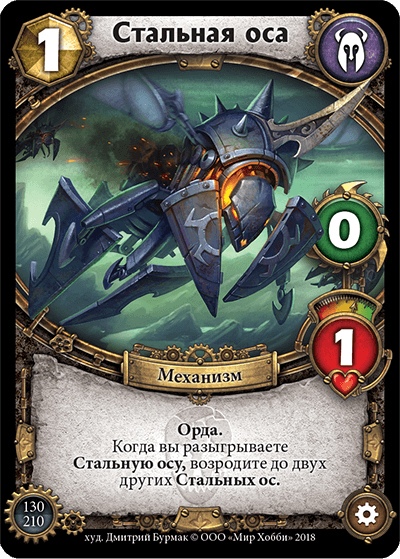 1
Стальная оса
0
1
Механизм
Орда.
Когда вы разыгрываете
Стальную осу, возродите до двух
других Стальных ос.
130
210
худ. Дмитрий Бурмак © ООО «Мир Хобби» 2018